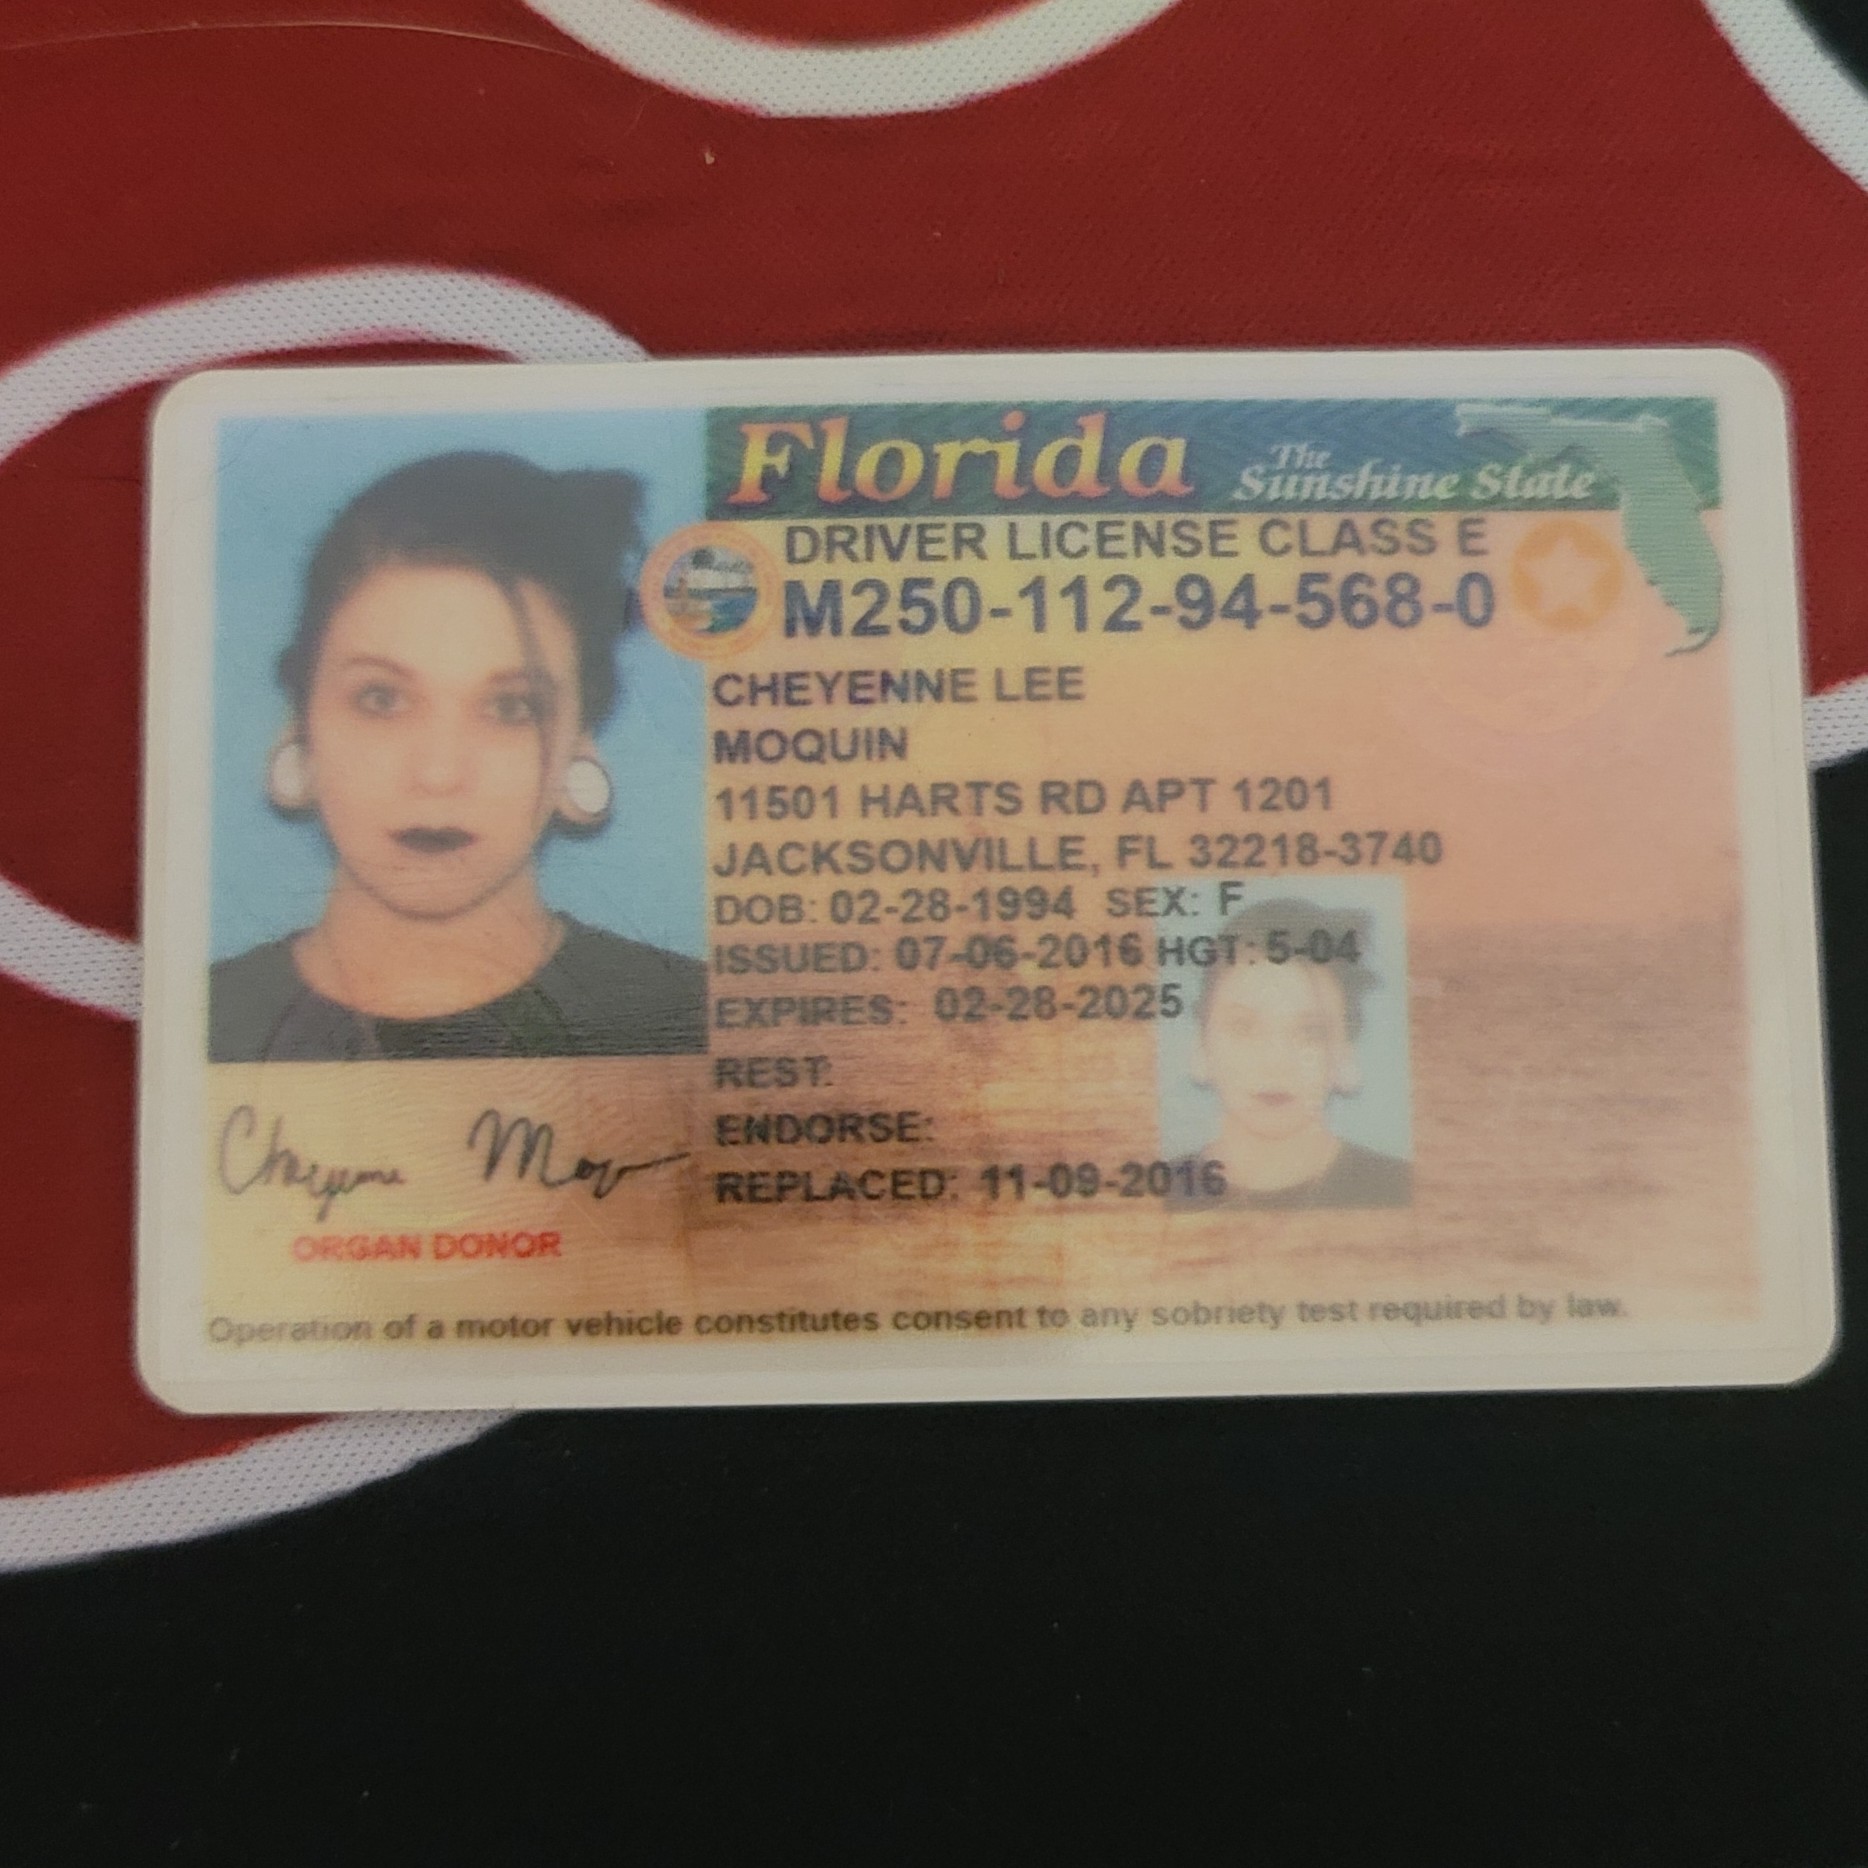 Florida The Sunshine State
DRIVER LICENSE CLASS E
M250-112-94-568-0
CHEYENNE LEE
MOQUIN
11501 HARTS RD APT 1201
JACKSONVILLE, FL 32218-3740
DOB: 02-28-1994 SEX: F
ISSUED: 07-06-2016 HGT: 5-04
EXPIRES: 02-28-2025
REST:
ENDORSE:
REPLACED: 11-09-2016
Cheyenne
ORGAN DONOR
Operation of a motor vehicle constitutes consent to any sobriety test required by law.